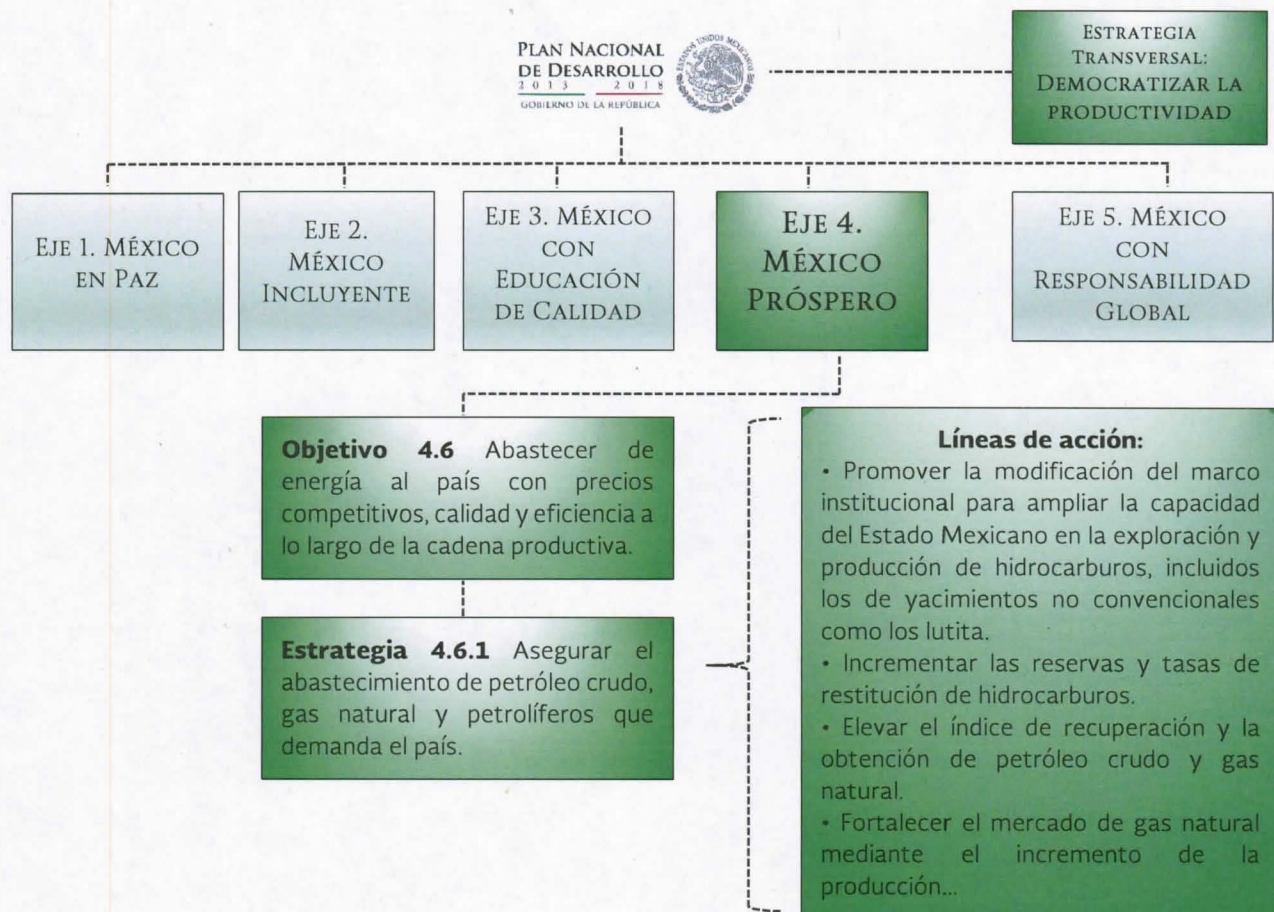 PLAN NACIONAL
DE DESARROLLO
2013 2018
GOBIERNO DE LA REPÚBLICA
ESTADOS UNIDOS MEXICANOS
ESTRATEGIA
TRANSVERSAL:
DEMOCRATIZAR LA
PRODUCTIVIDAD
EJE 1. MÉXICO
EN PAZ
EJE 2.
MÉXICO
INCLUYENTE
EJE 3. MÉXICO
CON
EDUCACIÓN
DE CALIDAD
EJE 4.
MÉXICO
PRÓSPERO
EJE 5. MÉXICO
CON
RESPONSABILIDAD
GLOBAL
Objetivo 4.6 Abastecer de
energía al país con precios
competitivos, calidad y eficiencia a
lo largo de la cadena productiva.
Estrategia 4.6.1 Asegurar el
abastecimiento de petróleo crudo,
gas natural y petrolíferos que
demanda el país.
Líneas de acción:
• Promover la modificación del marco
institucional para ampliar la capacidad
del Estado Mexicano en la exploración y
producción de hidrocarburos, incluidos
los de yacimientos no convencionales
como los lutita.
• Incrementar las reservas y tasas de
restitución de hidrocarburos.
• Elevar el índice de recuperación y la
obtención de petróleo crudo y gas
natural.
• Fortalecer el mercado de gas natural
mediante el incremento de la
producción...